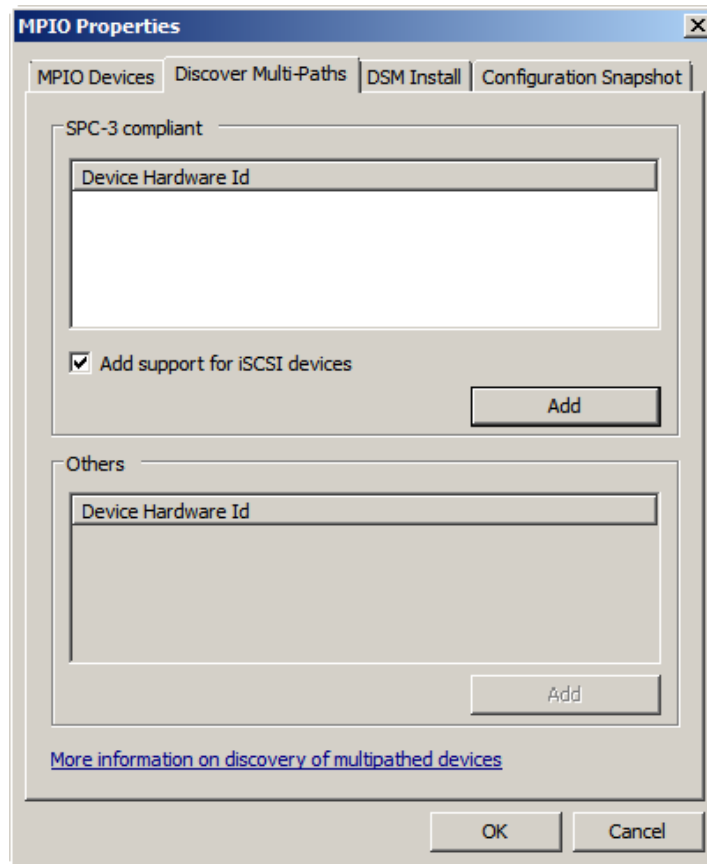 MPIO Properties
MPIO Devices
Discover Multi-Paths
DSM Install
Configuration Snapshot
SPC-3 compliant
Device Hardware Id
Add support for iSCSI devices
Add
Others
Device Hardware Id
Add
More information on discovery of multipathed devices
OK
Cancel